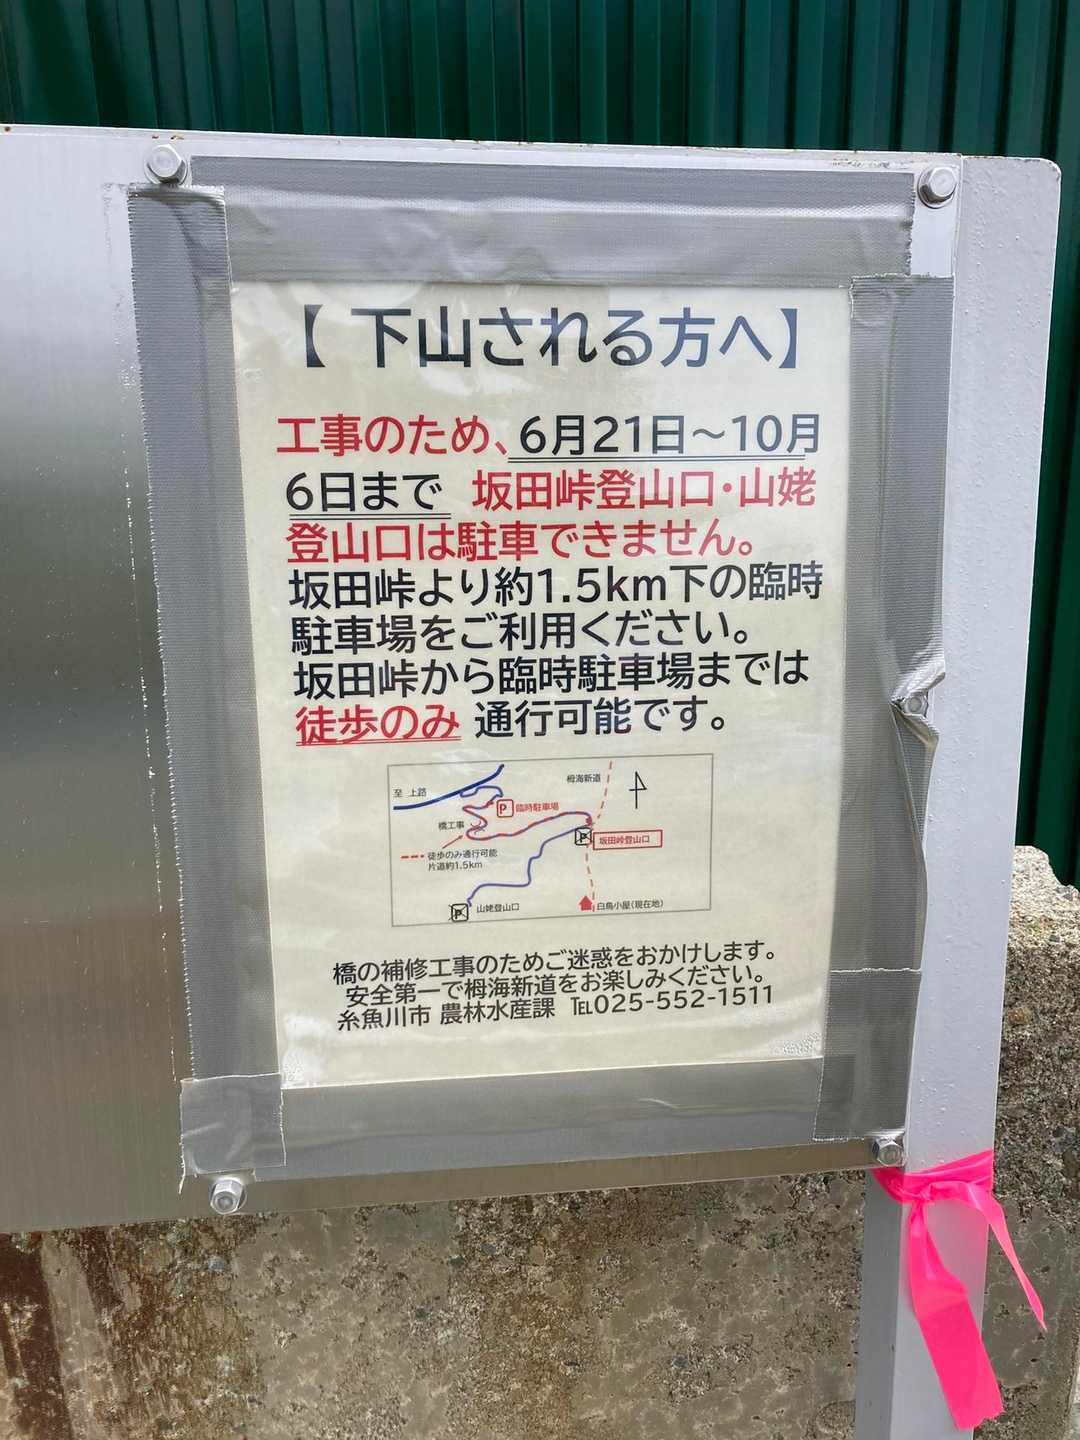 【 下山される方へ】
工事のため、6月21日～10月
6日まで 坂田峠登山口・山姥
登山口は駐車できません。
坂田峠より約1.5km下の臨時
駐車場をご利用ください。
坂田峠から臨時駐車場までは
徒歩のみ 通行可能です。
栂海新道
至 上路
P 臨時駐車場
橋工事
P 坂田峠登山口
徒歩のみ通行可能
片道約1.5km
P 山姥登山口
白鳥小屋(現在地)
橋の補修工事のためご迷惑をおかけします。
安全第一で栂海新道をお楽しみください。
糸魚川市 農林水産課 ℡025-552-1511